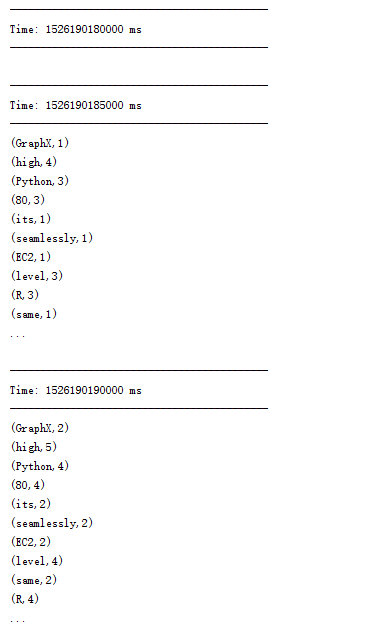 Time: 1526190180000 ms
Time: 1526190185000 ms
(GraphX,1)
(high,4)
(Python,3)
(80,3)
(its,1)
(seamlessly,1)
(EC2,1)
(level,3)
(R,3)
(same,1)
...
Time: 1526190190000 ms
(GraphX,2)
(high,5)
(Python,4)
(80,4)
(its,2)
(seamlessly,2)
(EC2,2)
(level,4)
(same,2)
(R,4)
...